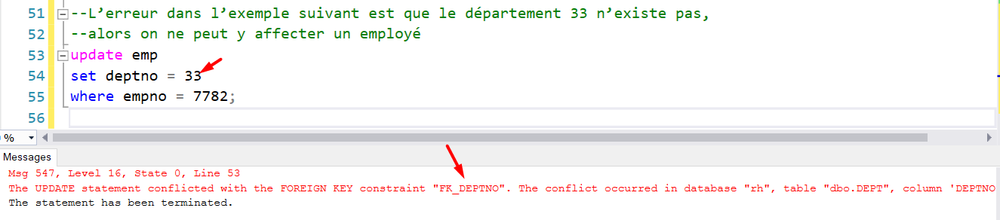 51 --L’erreur dans l’exemple suivant est que le département 33 n’existe pas,
52 --alors on ne peut y affecter un employé
53 update emp
54 set deptno = 33
55 where empno = 7782;
56
%
Messages
Msg 547, Level 16, State 0, Line 53
The UPDATE statement conflicted with the FOREIGN KEY constraint "FK_DEPTNO". The conflict occurred in database "rh", table "dbo.DEPT", column 'DEPTNO
The statement has been terminated.